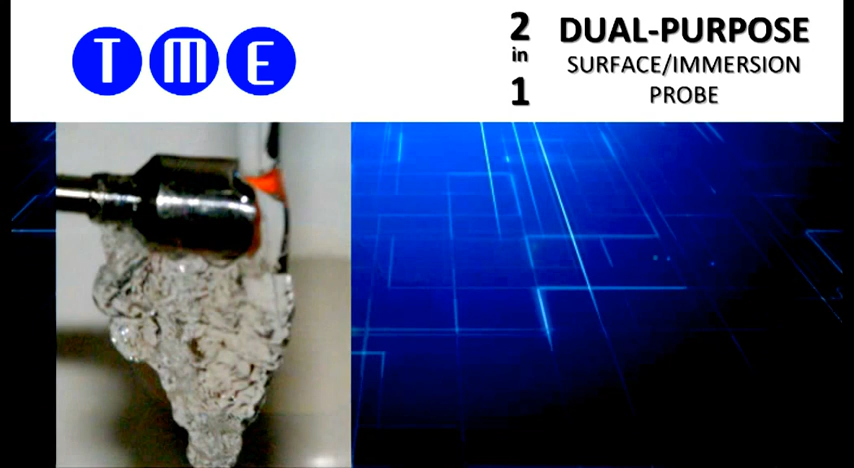 TME
2
in
1
DUAL-PURPOSE
SURFACE/IMMERSION
PROBE